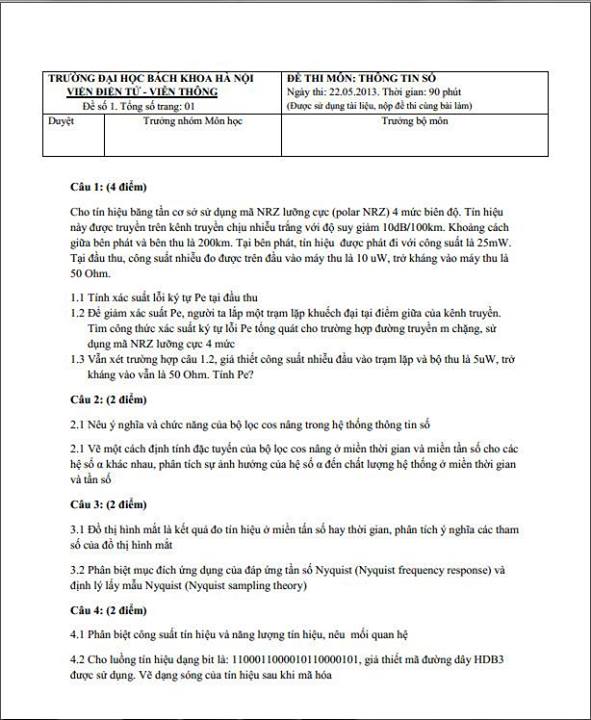 TRƯỜNG ĐẠI HỌC BÁCH KHOA HÀ NỘI
VIỆN ĐIỆN TỬ - VIỄN THÔNG
Đề số 1. Tổng số trang: 01
ĐỀ THI MÔN: THÔNG TIN SỐ
Ngày thi: 22.05.2013. Thời gian: 90 phút
(Được sử dụng tài liệu, nộp đề thi cùng bài làm)
Duyệt
Trưởng nhóm Môn học
Trưởng bộ môn
Câu 1: (4 điểm)
Cho tín hiệu băng tần cơ sở sử dụng mã NRZ lưỡng cực (polar NRZ) 4 mức biên độ. Tín hiệu
này được truyền trên kênh truyền chịu nhiễu trắng với độ suy giảm 10dB/100km. Khoảng cách
giữa bên phát và bên thu là 200km. Tại bên phát, tín hiệu được phát đi với công suất là 25mW.
Tại đầu thu, công suất nhiễu đo được trên đầu vào máy thu là 10 uW, trở kháng vào máy thu là
50 Ohm.
1.1 Tính xác suất lỗi ký tự Pe tại đầu thu
1.2 Để giảm xác suất Pe, người ta lắp một trạm lặp khuếch đại tại điểm giữa của kênh truyền.
Tìm công thức xác suất ký tự lỗi Pe tổng quát cho trường hợp đường truyền m chặng, sử
dụng mã NRZ lưỡng cực 4 mức
1.3 Vẫn xét trường hợp câu 1.2, giả thiết công suất nhiễu đầu vào trạm lặp và bộ thu là 5uW, trở
kháng vào vẫn là 50 Ohm. Tính Pe?
Câu 2: (2 điểm)
2.1 Nêu ý nghĩa và chức năng của bộ lọc cos nâng trong hệ thống thông tin số
2.1 Vẽ một cách định tính đặc tuyến của bộ lọc cos nâng ở miền thời gian và miền tần số cho các
hệ số α khác nhau, phân tích sự ảnh hưởng của hệ số α đến chất lượng hệ thống ở miền thời gian
và tần số
Câu 3: (2 điểm)
3.1 Đồ thị hình mắt là kết quả đo tín hiệu ở miền tần số hay thời gian, phân tích ý nghĩa các tham
số của đồ thị hình mắt
3.2 Phân biệt mục đích ứng dụng của đáp ứng tần số Nyquist (Nyquist frequency response) và
định lý lấy mẫu Nyquist (Nyquist sampling theory)
Câu 4: (2 điểm)
4.1 Phân biệt công suất tín hiệu và năng lượng tín hiệu, nêu mối quan hệ
4.2 Cho luồng tín hiệu dạng bit là: 1100011000010110000101, giả thiết mã đường dây HDB3
được sử dụng. Vẽ dạng sóng của tín hiệu sau khi mã hóa